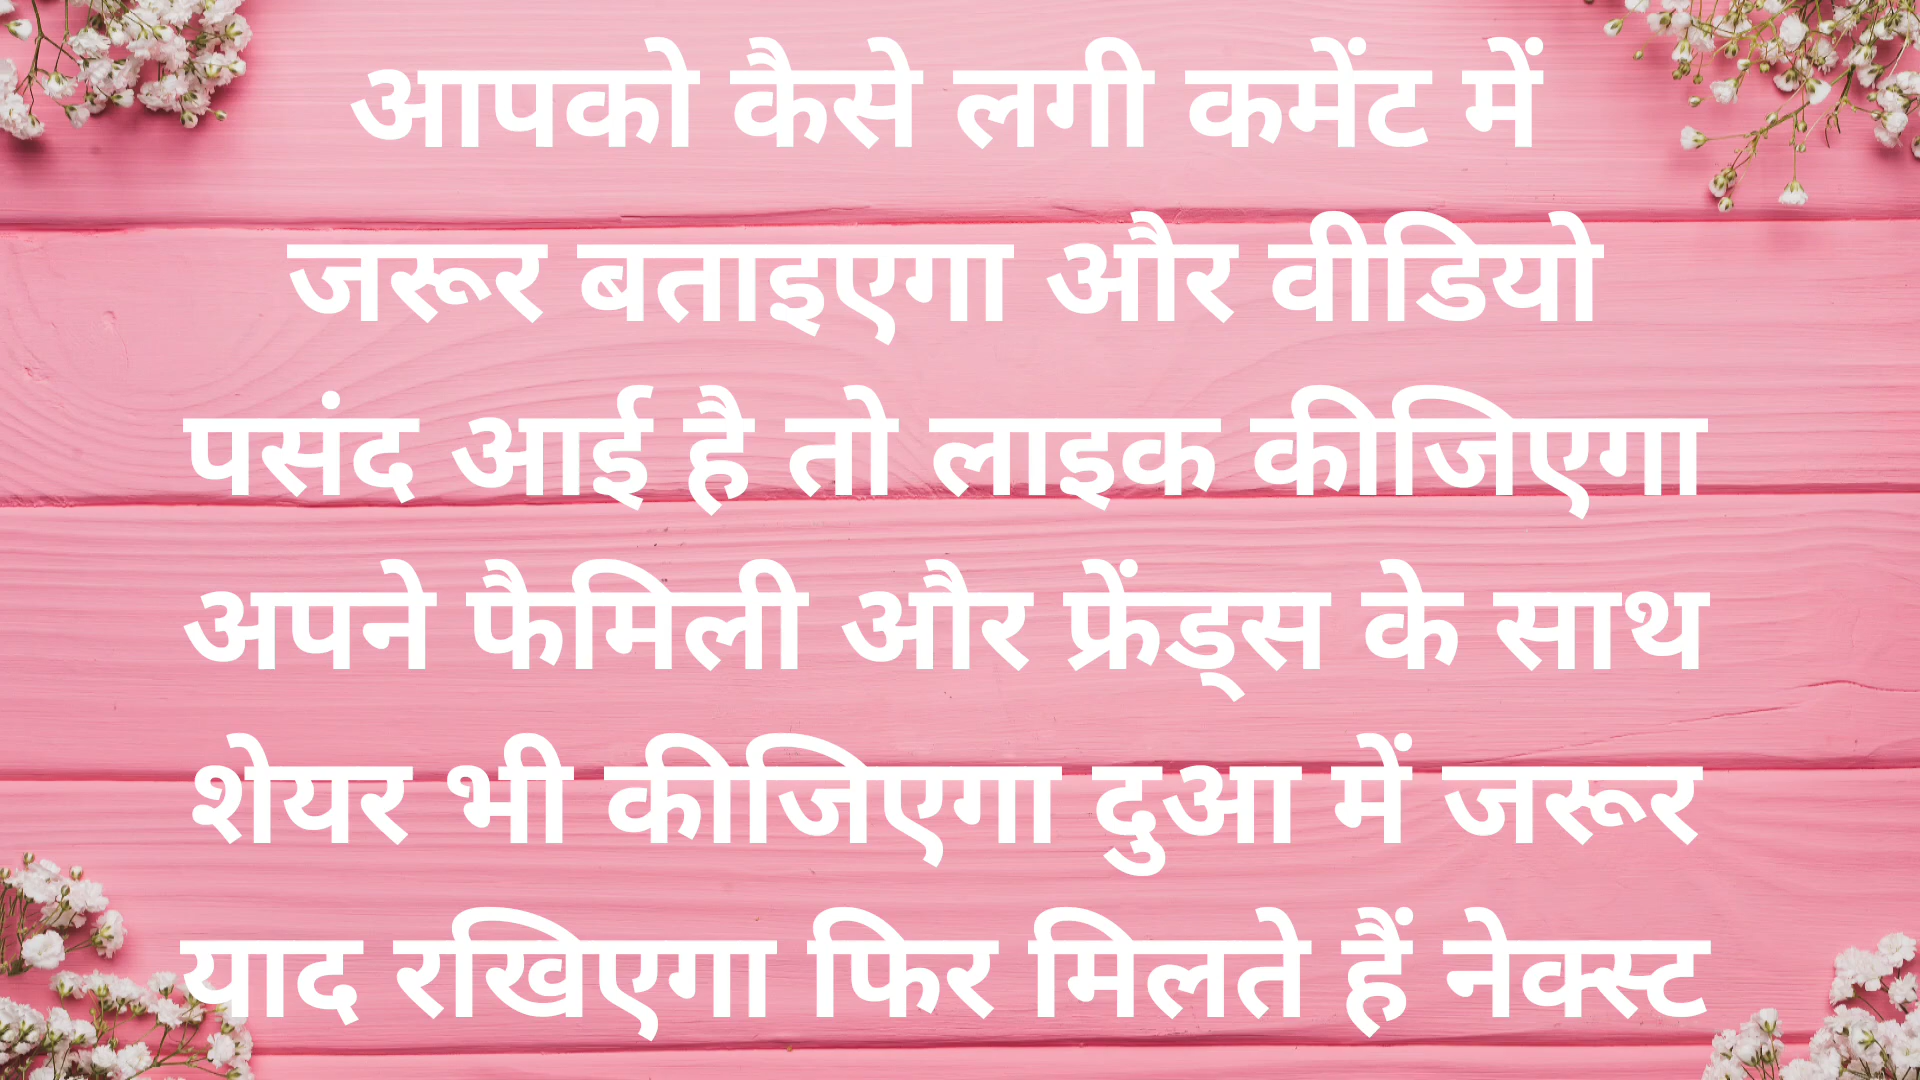 आपको कैसे लगी कमेंट में
जरूर बताइएगा और वीडियो
पसंद आई है तो लाइक कीजिएगा
अपने फैमिली और फ्रेंड्स के साथ
शेयर भी कीजिएगा दुआ में जरूर
याद रखिएगा फिर मिलते हैं नेक्स्ट